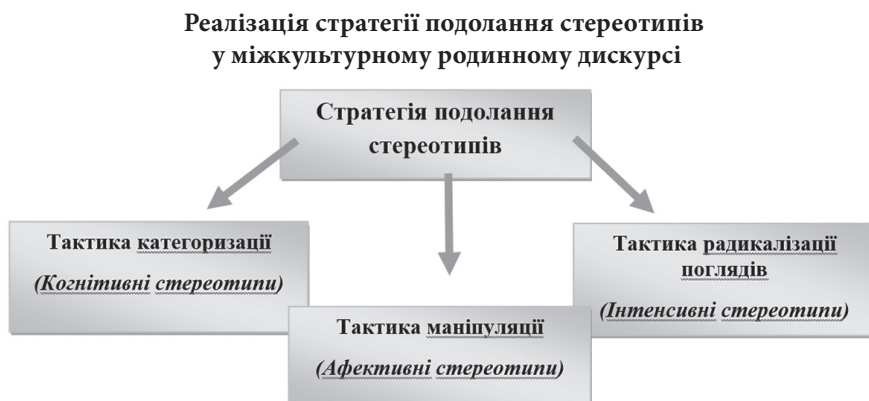 Реалізація стратегії подолання стереотипів
у міжкультурному родинному дискурсі
Стратегія подолання
стереотипів
Тактика категоризації
(Когнітивні стереотипи)
Тактика маніпуляції
(Афективні стереотипи)
Тактика радикалізації
поглядів
(Інтенсивні стереотипи)